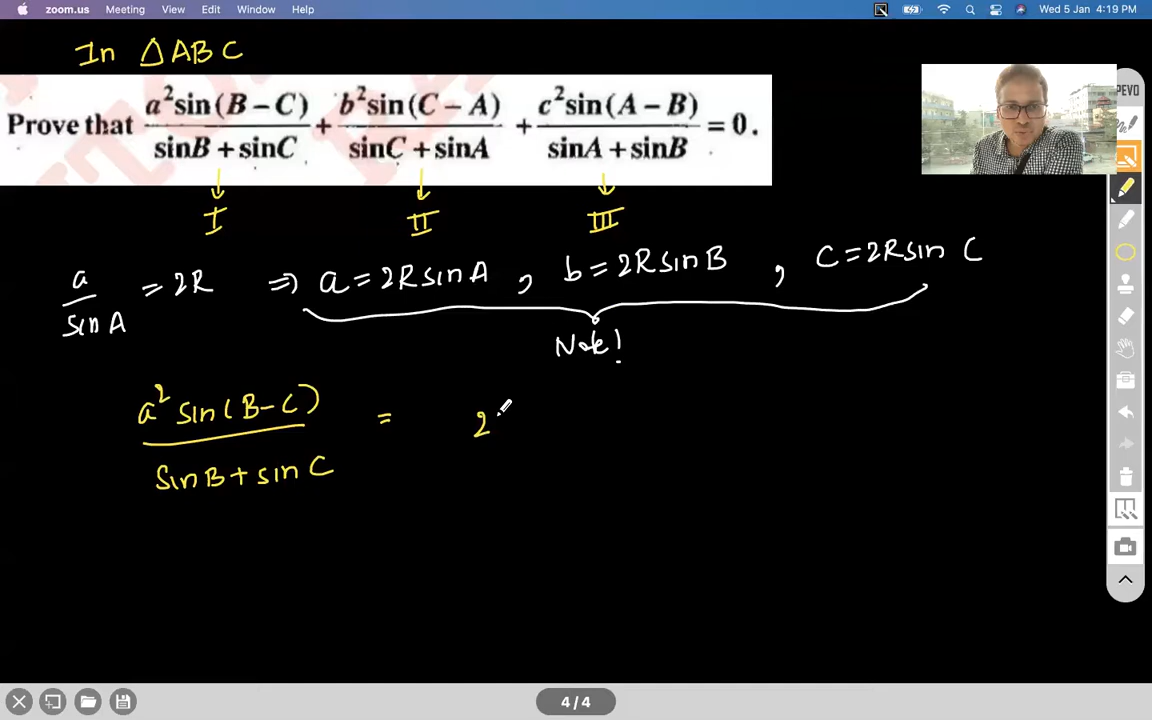 zoom.us Meeting View Edit Window Help Wed 5 Jan 4:19 PM
In △ABC
Prove that a²sin(B−C)/sinB+sinC + b²sin(C−A)/sinC+sinA + c²sin(A−B)/sinA+sinB = 0.
I II III
a/sin A = 2R ⇒ a = 2R sin A , b = 2R sin B , c = 2R sin C
Note!
a² sin(B−C)/sin B + sin C = 2
4/4